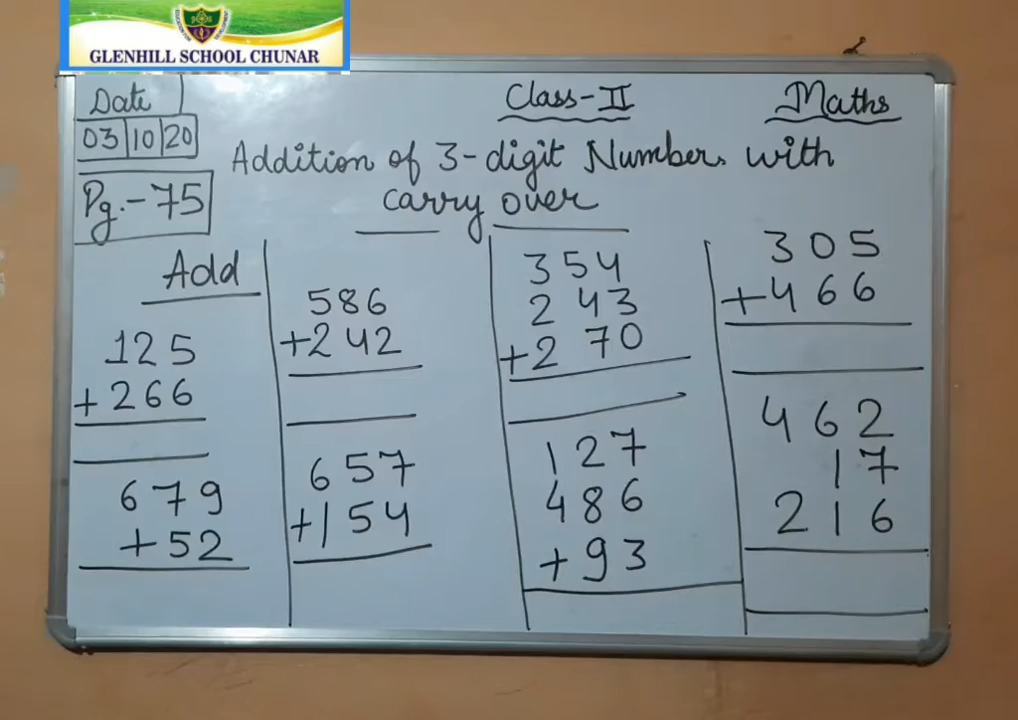 GLENHILL SCHOOL CHUNAR
Date
03|10|20
Pg.-75
Class-II
Maths
Addition of 3-digit Numbers with
carry over
Add
125
+266
679
+52
586
+242
657
+154
354
243
+270
127
486
+93
305
+466
462
17
216